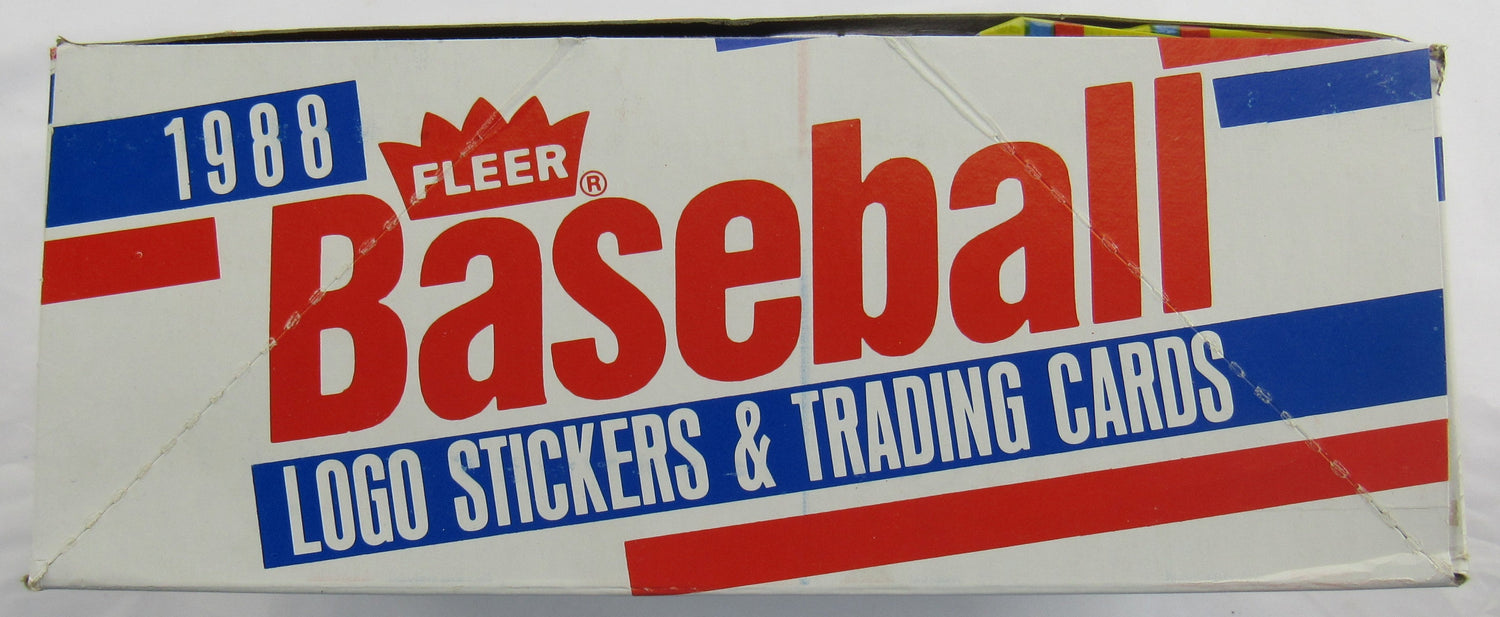 1988
FLEER®
Baseball
LOGO STICKERS & TRADING CARDS